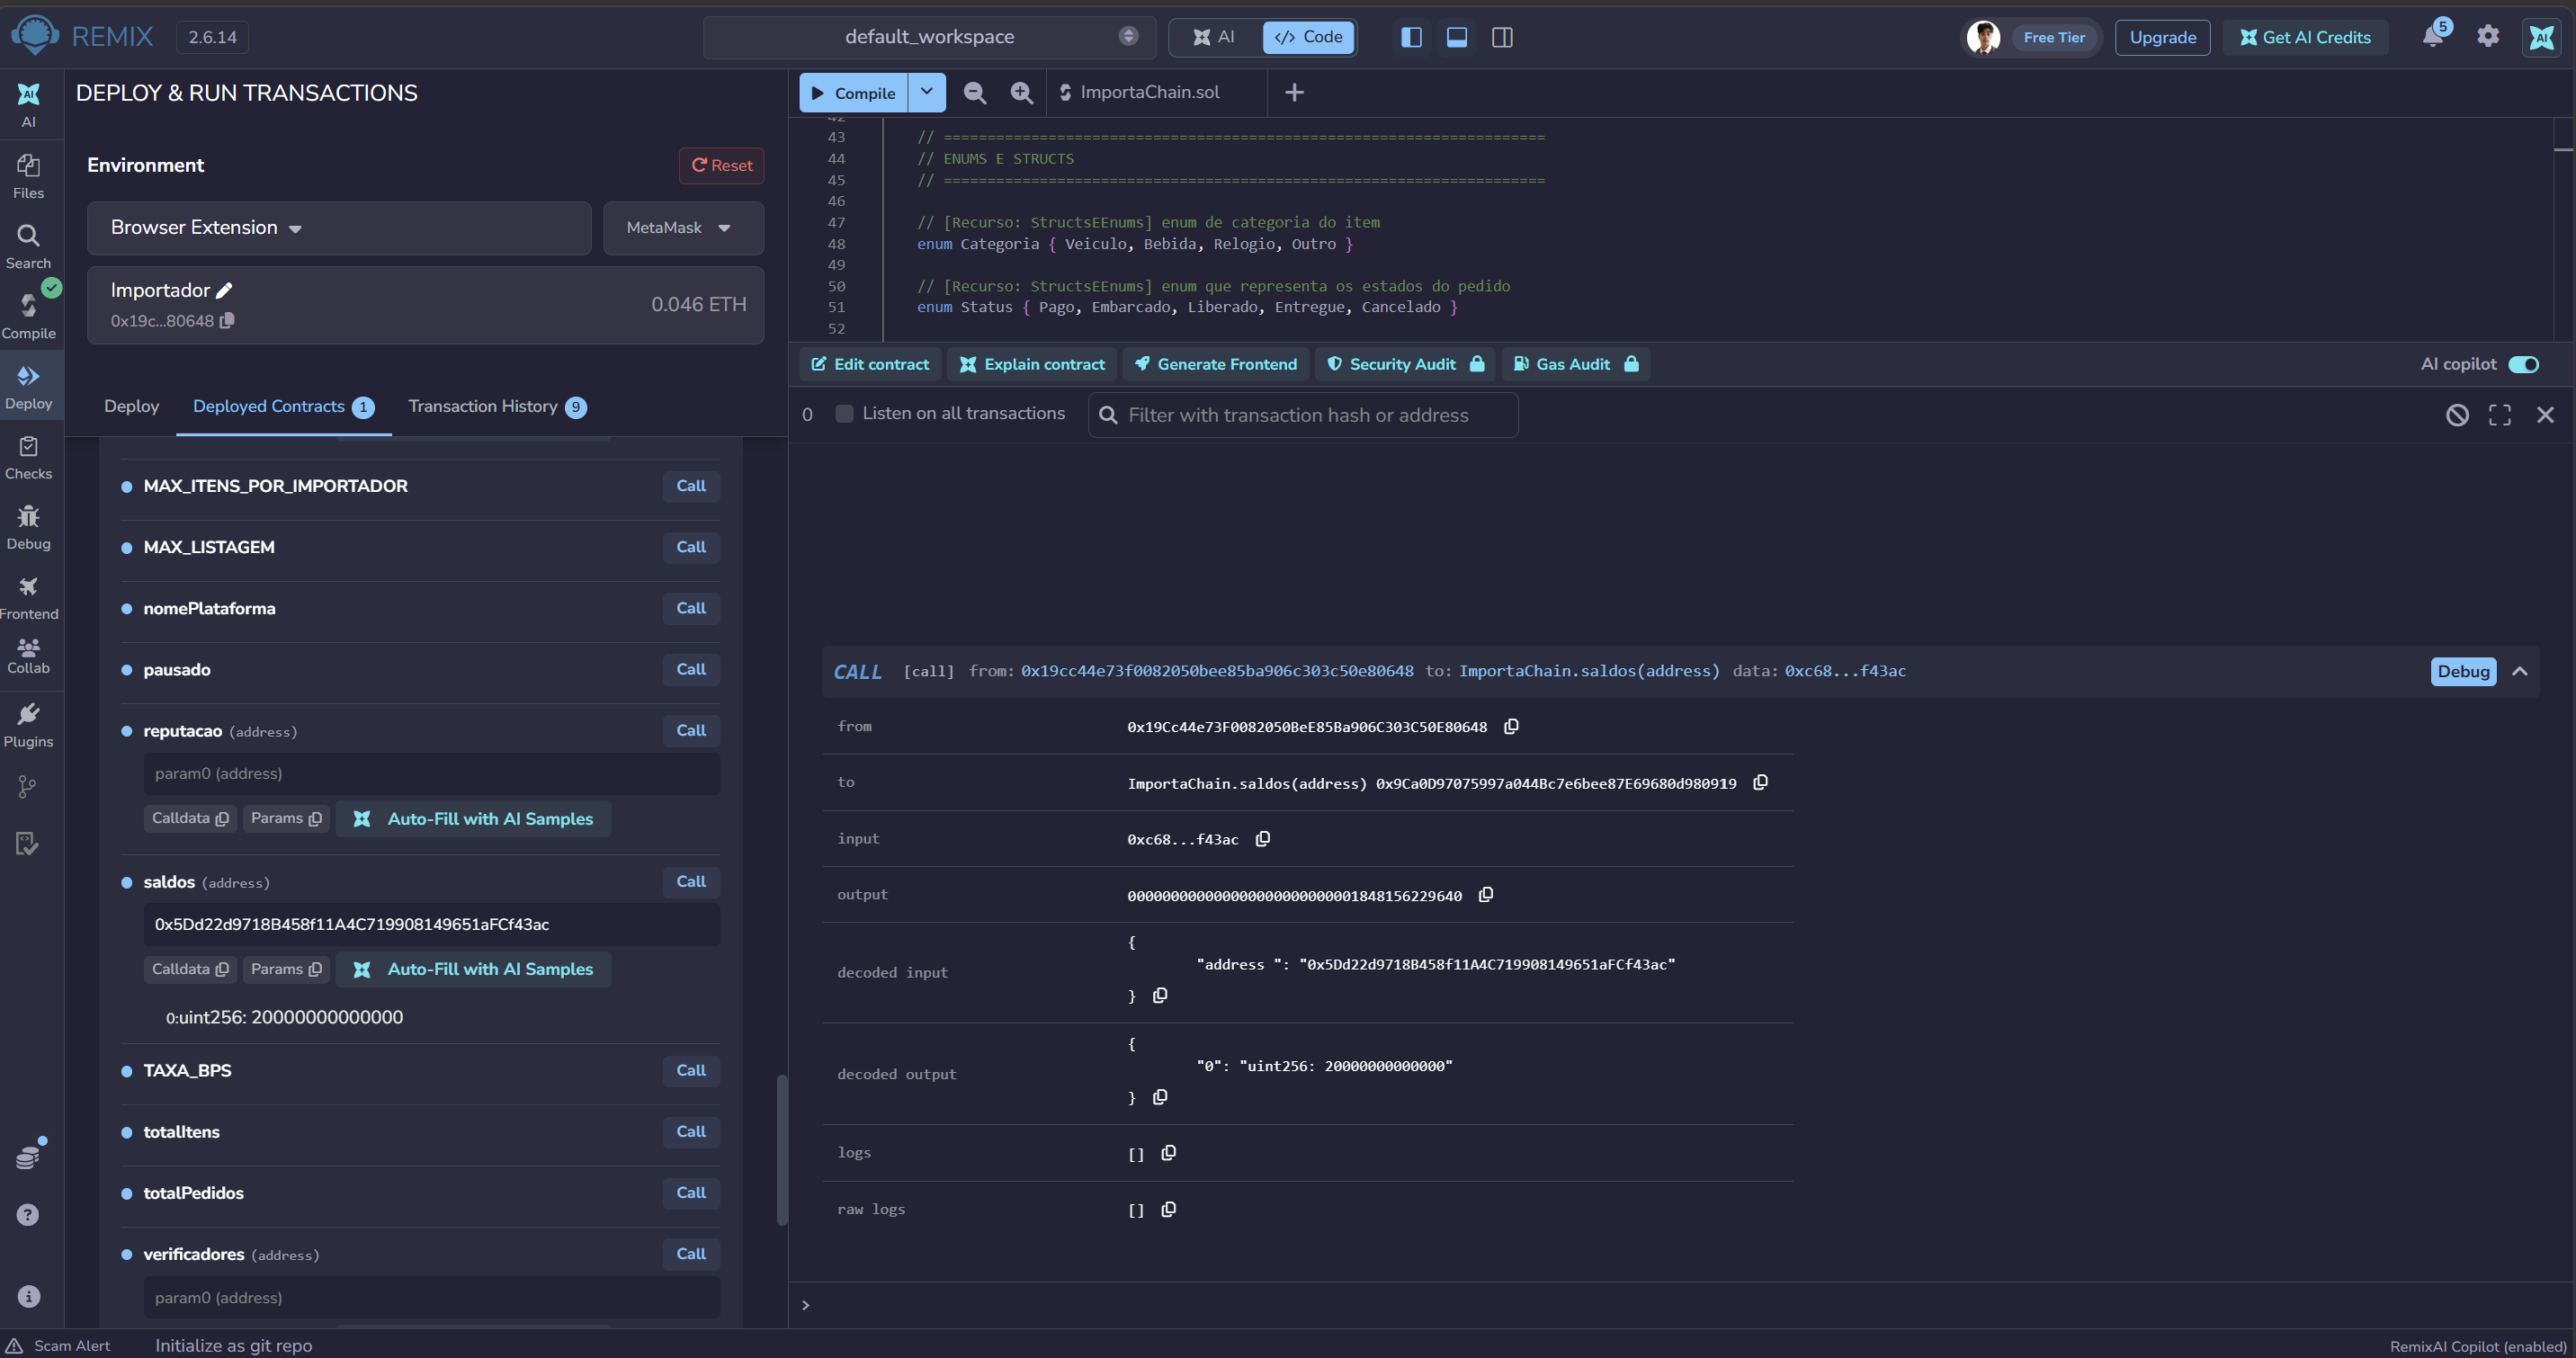 REMIX
2.6.14
default_workspace
AI
</> Code
Free Tier
Upgrade
Get AI Credits
5
AI
AI
Files
Search
Compile
Deploy
Checks
Debug
Frontend
Collab
Plugins
DEPLOY & RUN TRANSACTIONS
Environment
Reset
Browser Extension
MetaMask
Importador
0x19c...80648
0.046 ETH
Deploy
Deployed Contracts 1
Transaction History 9
MAX_ITENS_POR_IMPORTADOR
Call
MAX_LISTAGEM
Call
nomePlataforma
Call
pausado
Call
reputacao (address)
Call
param0 (address)
Calldata
Params
Auto-Fill with AI Samples
saldos (address)
Call
0x5Dd22d9718B458f11A4C719908149651aFCf43ac
Calldata
Params
Auto-Fill with AI Samples
0:uint256: 20000000000000
TAXA_BPS
Call
totalItens
Call
totalPedidos
Call
verificadores (address)
Call
param0 (address)
Compile
ImportaChain.sol
42
43 // =====================================================================
44 // ENUMS E STRUCTS
45 // =====================================================================
46
47 // [Recurso: StructsEEnums] enum de categoria do item
48 enum Categoria { Veiculo, Bebida, Relogio, Outro }
49
50 // [Recurso: StructsEEnums] enum que representa os estados do pedido
51 enum Status { Pago, Embarcado, Liberado, Entregue, Cancelado }
52
Edit contract
Explain contract
Generate Frontend
Security Audit
Gas Audit
AI copilot
0
Listen on all transactions
Filter with transaction hash or address
CALL [call] from: 0x19cc44e73f0082050bee85ba906c303c50e80648 to: ImportaChain.saldos(address) data: 0xc68...f43ac
Debug
from 0x19Cc44e73F0082050BeE85Ba906C303C50E80648
to ImportaChain.saldos(address) 0x9Ca0D97075997a044Bc7e6bee87E69680d980919
input 0xc68...f43ac
output 0000000000000000000000001848156229640
decoded input
{
"address ": "0x5Dd22d9718B458f11A4C719908149651aFCf43ac"
}
decoded output
{
"0": "uint256: 20000000000000"
}
logs []
raw logs []
>
Scam Alert
Initialize as git repo
RemixAI Copilot (enabled)